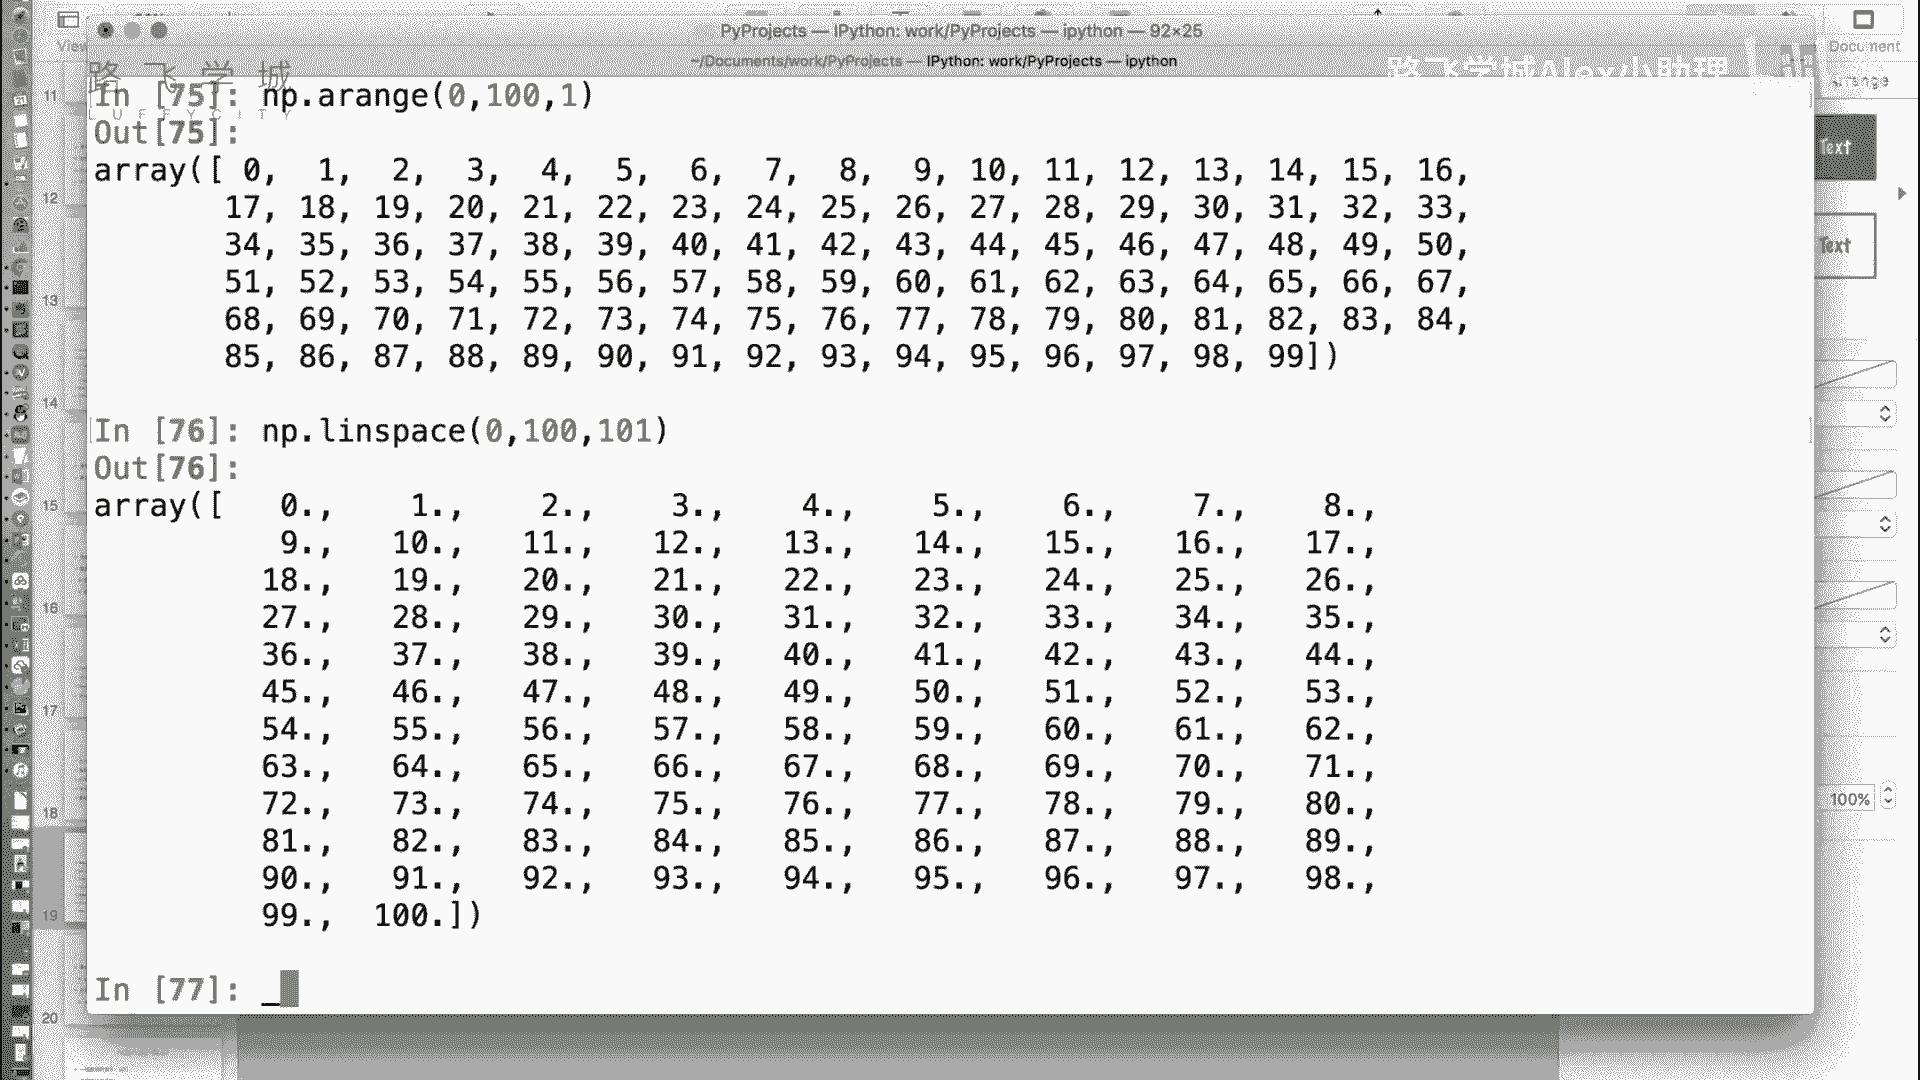 PyProjects — IPython: work/PyProjects — ipython — 92×25
~/Documents/work/PyProjects — IPython: work/PyProjects — ipython
View
Document
路飞学城
LUFFYCITY
路飞学城Alex小助理
Arrange
In [75]: np.arange(0,100,1)
Out[75]:
array([ 0, 1, 2, 3, 4, 5, 6, 7, 8, 9, 10, 11, 12, 13, 14, 15, 16,
17, 18, 19, 20, 21, 22, 23, 24, 25, 26, 27, 28, 29, 30, 31, 32, 33,
34, 35, 36, 37, 38, 39, 40, 41, 42, 43, 44, 45, 46, 47, 48, 49, 50,
51, 52, 53, 54, 55, 56, 57, 58, 59, 60, 61, 62, 63, 64, 65, 66, 67,
68, 69, 70, 71, 72, 73, 74, 75, 76, 77, 78, 79, 80, 81, 82, 83, 84,
85, 86, 87, 88, 89, 90, 91, 92, 93, 94, 95, 96, 97, 98, 99])
In [76]: np.linspace(0,100,101)
Out[76]:
array([ 0., 1., 2., 3., 4., 5., 6., 7., 8.,
9., 10., 11., 12., 13., 14., 15., 16., 17.,
18., 19., 20., 21., 22., 23., 24., 25., 26.,
27., 28., 29., 30., 31., 32., 33., 34., 35.,
36., 37., 38., 39., 40., 41., 42., 43., 44.,
45., 46., 47., 48., 49., 50., 51., 52., 53.,
54., 55., 56., 57., 58., 59., 60., 61., 62.,
63., 64., 65., 66., 67., 68., 69., 70., 71.,
72., 73., 74., 75., 76., 77., 78., 79., 80.,
81., 82., 83., 84., 85., 86., 87., 88., 89.,
90., 91., 92., 93., 94., 95., 96., 97., 98.,
99., 100.])
In [77]: _
11
12
13
14
15
16
17
18
19
20
Text
Text
100%